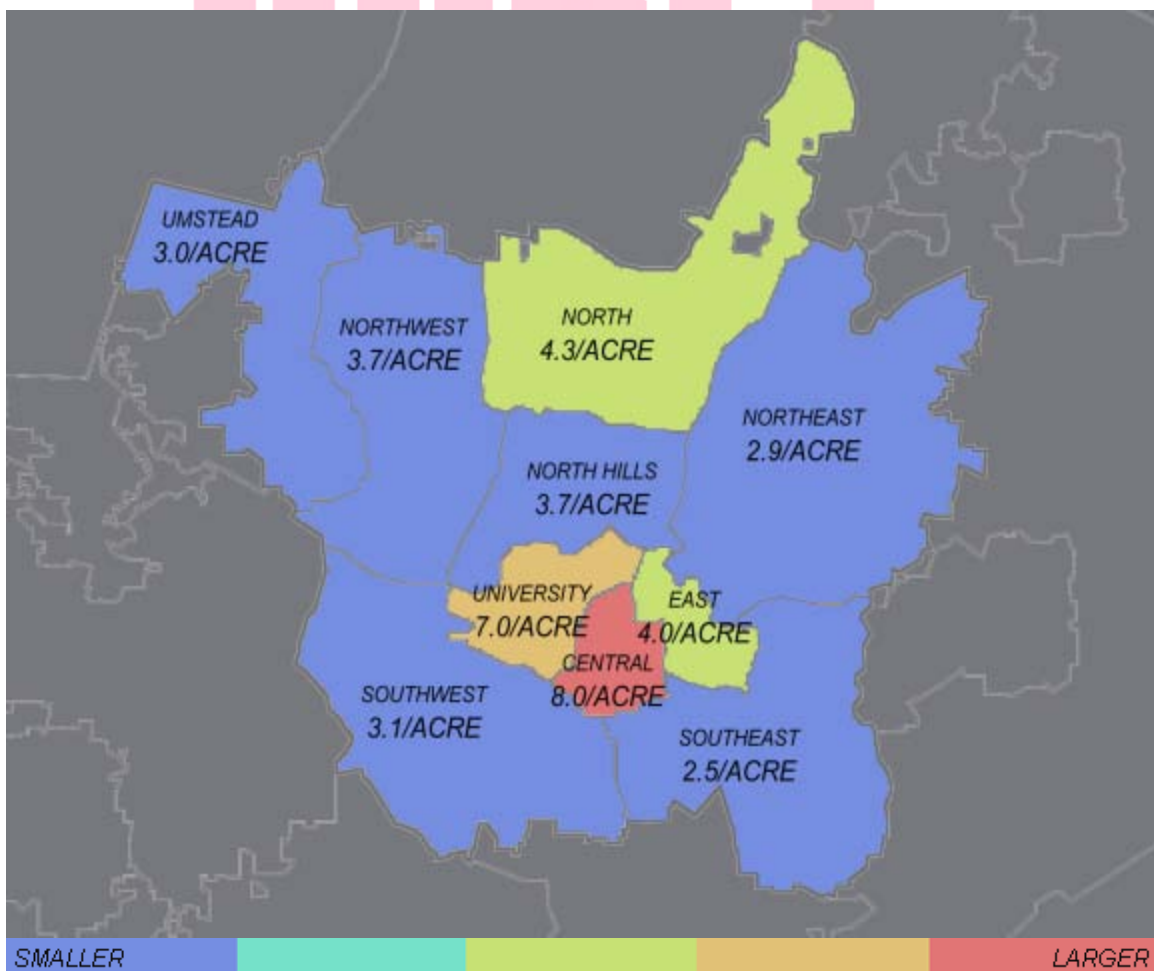 UMSTEAD
3.0/ACRE
NORTHWEST
3.7/ACRE
NORTH
4.3/ACRE
NORTHEAST
2.9/ACRE
NORTH HILLS
3.7/ACRE
UNIVERSITY
7.0/ACRE
EAST
4.0/ACRE
CENTRAL
8.0/ACRE
SOUTHWEST
3.1/ACRE
SOUTHEAST
2.5/ACRE
SMALLER
LARGER